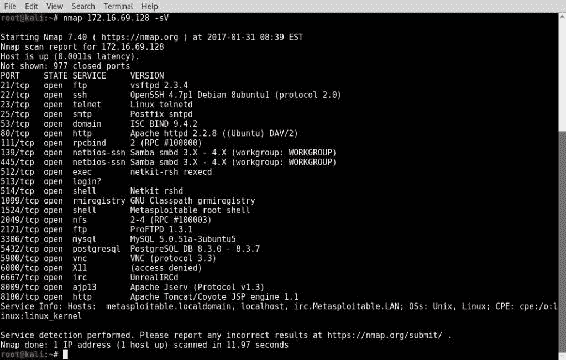 File Edit View Search Terminal Help
root@kali:~# nmap 172.16.69.128 -sV
Starting Nmap 7.40 ( https://nmap.org ) at 2017-01-31 08:39 EST
Nmap scan report for 172.16.69.128
Host is up (0.0011s latency).
Not shown: 977 closed ports
PORT STATE SERVICE VERSION
21/tcp open ftp vsftpd 2.3.4
22/tcp open ssh OpenSSH 4.7p1 Debian 8ubuntu1 (protocol 2.0)
23/tcp open telnet Linux telnetd
25/tcp open smtp Postfix smtpd
53/tcp open domain ISC BIND 9.4.2
80/tcp open http Apache httpd 2.2.8 ((Ubuntu) DAV/2)
111/tcp open rpcbind 2 (RPC #100000)
139/tcp open netbios-ssn Samba smbd 3.X - 4.X (workgroup: WORKGROUP)
445/tcp open netbios-ssn Samba smbd 3.X - 4.X (workgroup: WORKGROUP)
512/tcp open exec netkit-rsh rexecd
513/tcp open login?
514/tcp open shell Netkit rshd
1099/tcp open rmiregistry GNU Classpath grmiregistry
1524/tcp open shell Metasploitable root shell
2049/tcp open nfs 2-4 (RPC #100003)
2121/tcp open ftp ProFTPD 1.3.1
3306/tcp open mysql MySQL 5.0.51a-3ubuntu5
5432/tcp open postgresql PostgreSQL DB 8.3.0 - 8.3.7
5900/tcp open vnc VNC (protocol 3.3)
6000/tcp open X11 (access denied)
6667/tcp open irc UnrealIRCd
8009/tcp open ajp13 Apache Jserv (Protocol v1.3)
8180/tcp open http Apache Tomcat/Coyote JSP engine 1.1
Service Info: Hosts: metasploitable.localdomain, localhost, irc.Metasploitable.LAN; OSs: Unix, Linux; CPE: cpe:/o:l
inux:linux_kernel
Service detection performed. Please report any incorrect results at https://nmap.org/submit/ .
Nmap done: 1 IP address (1 host up) scanned in 11.97 seconds
root@kali:~#